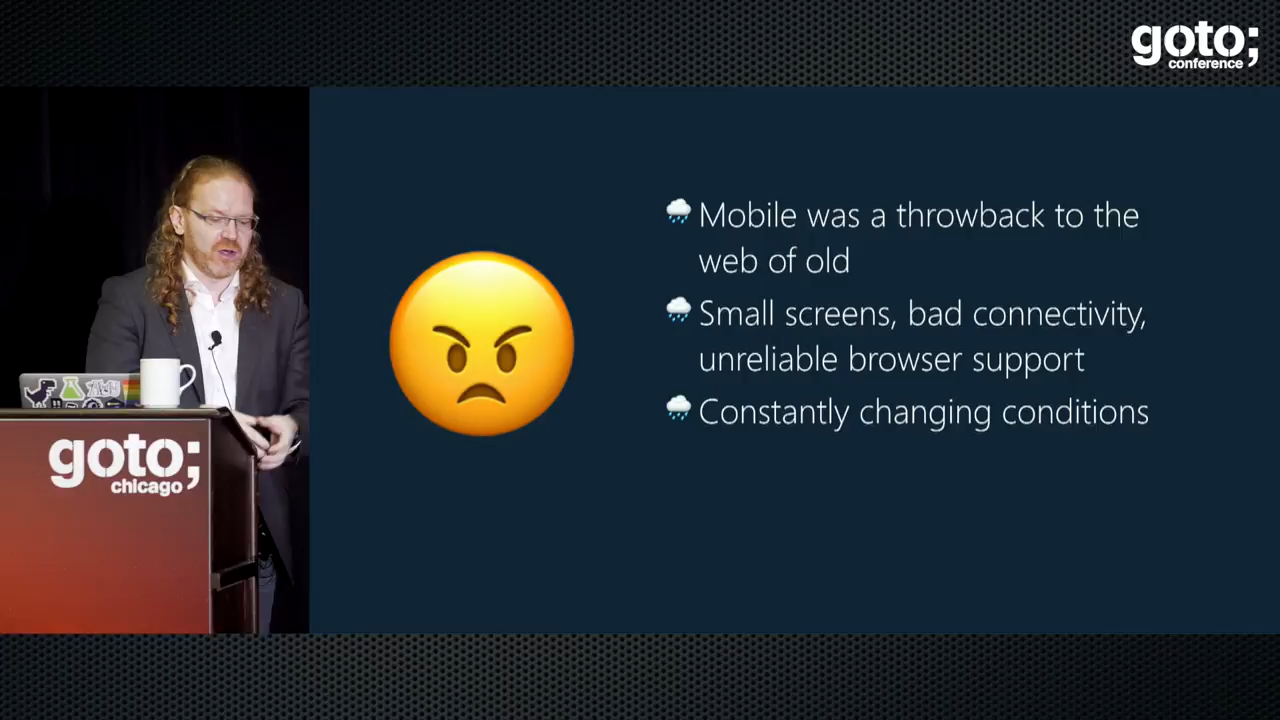 goto;
conference
Mobile was a throwback to the
web of old
Small screens, bad connectivity,
unreliable browser support
Constantly changing conditions
goto;
chicago